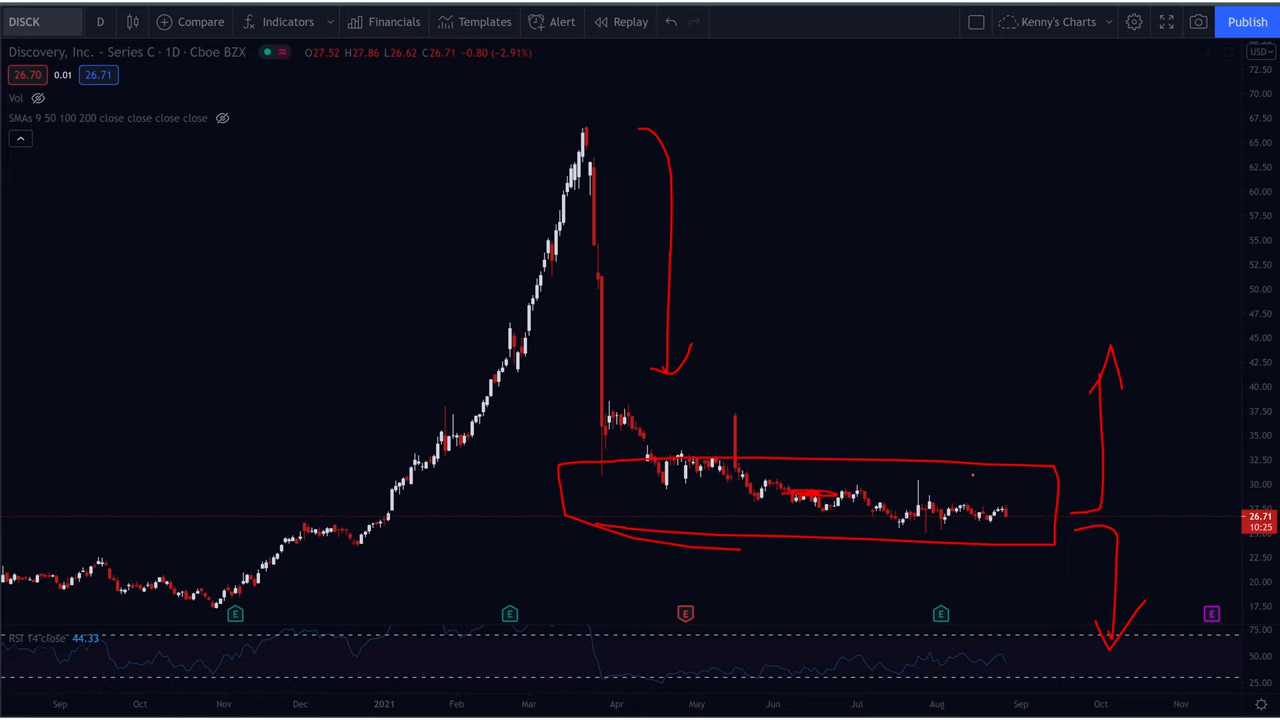 DISCK D Compare Indicators Financials Templates Alert Replay Kenny's Charts Publish
Discovery, Inc. · Series C · 1D · Cboe BZX O27.52 H27.86 L26.62 C26.71 −0.80 (−2.91%)
USD
26.70 0.01 26.71
72.50
70.00
Vol
SMAs 9 50 100 200 close close close close
67.50
65.00
62.50
60.00
57.50
55.00
52.50
50.00
47.50
45.00
42.50
40.00
37.50
35.00
32.50
30.00
26.71
10:25
22.50
20.00
17.50
E E E E E
75.00
RSI 14 close 44.33
50.00
25.00
Sep Oct Nov Dec 2021 Feb Mar Apr May Jun Jul Aug Sep Oct Nov